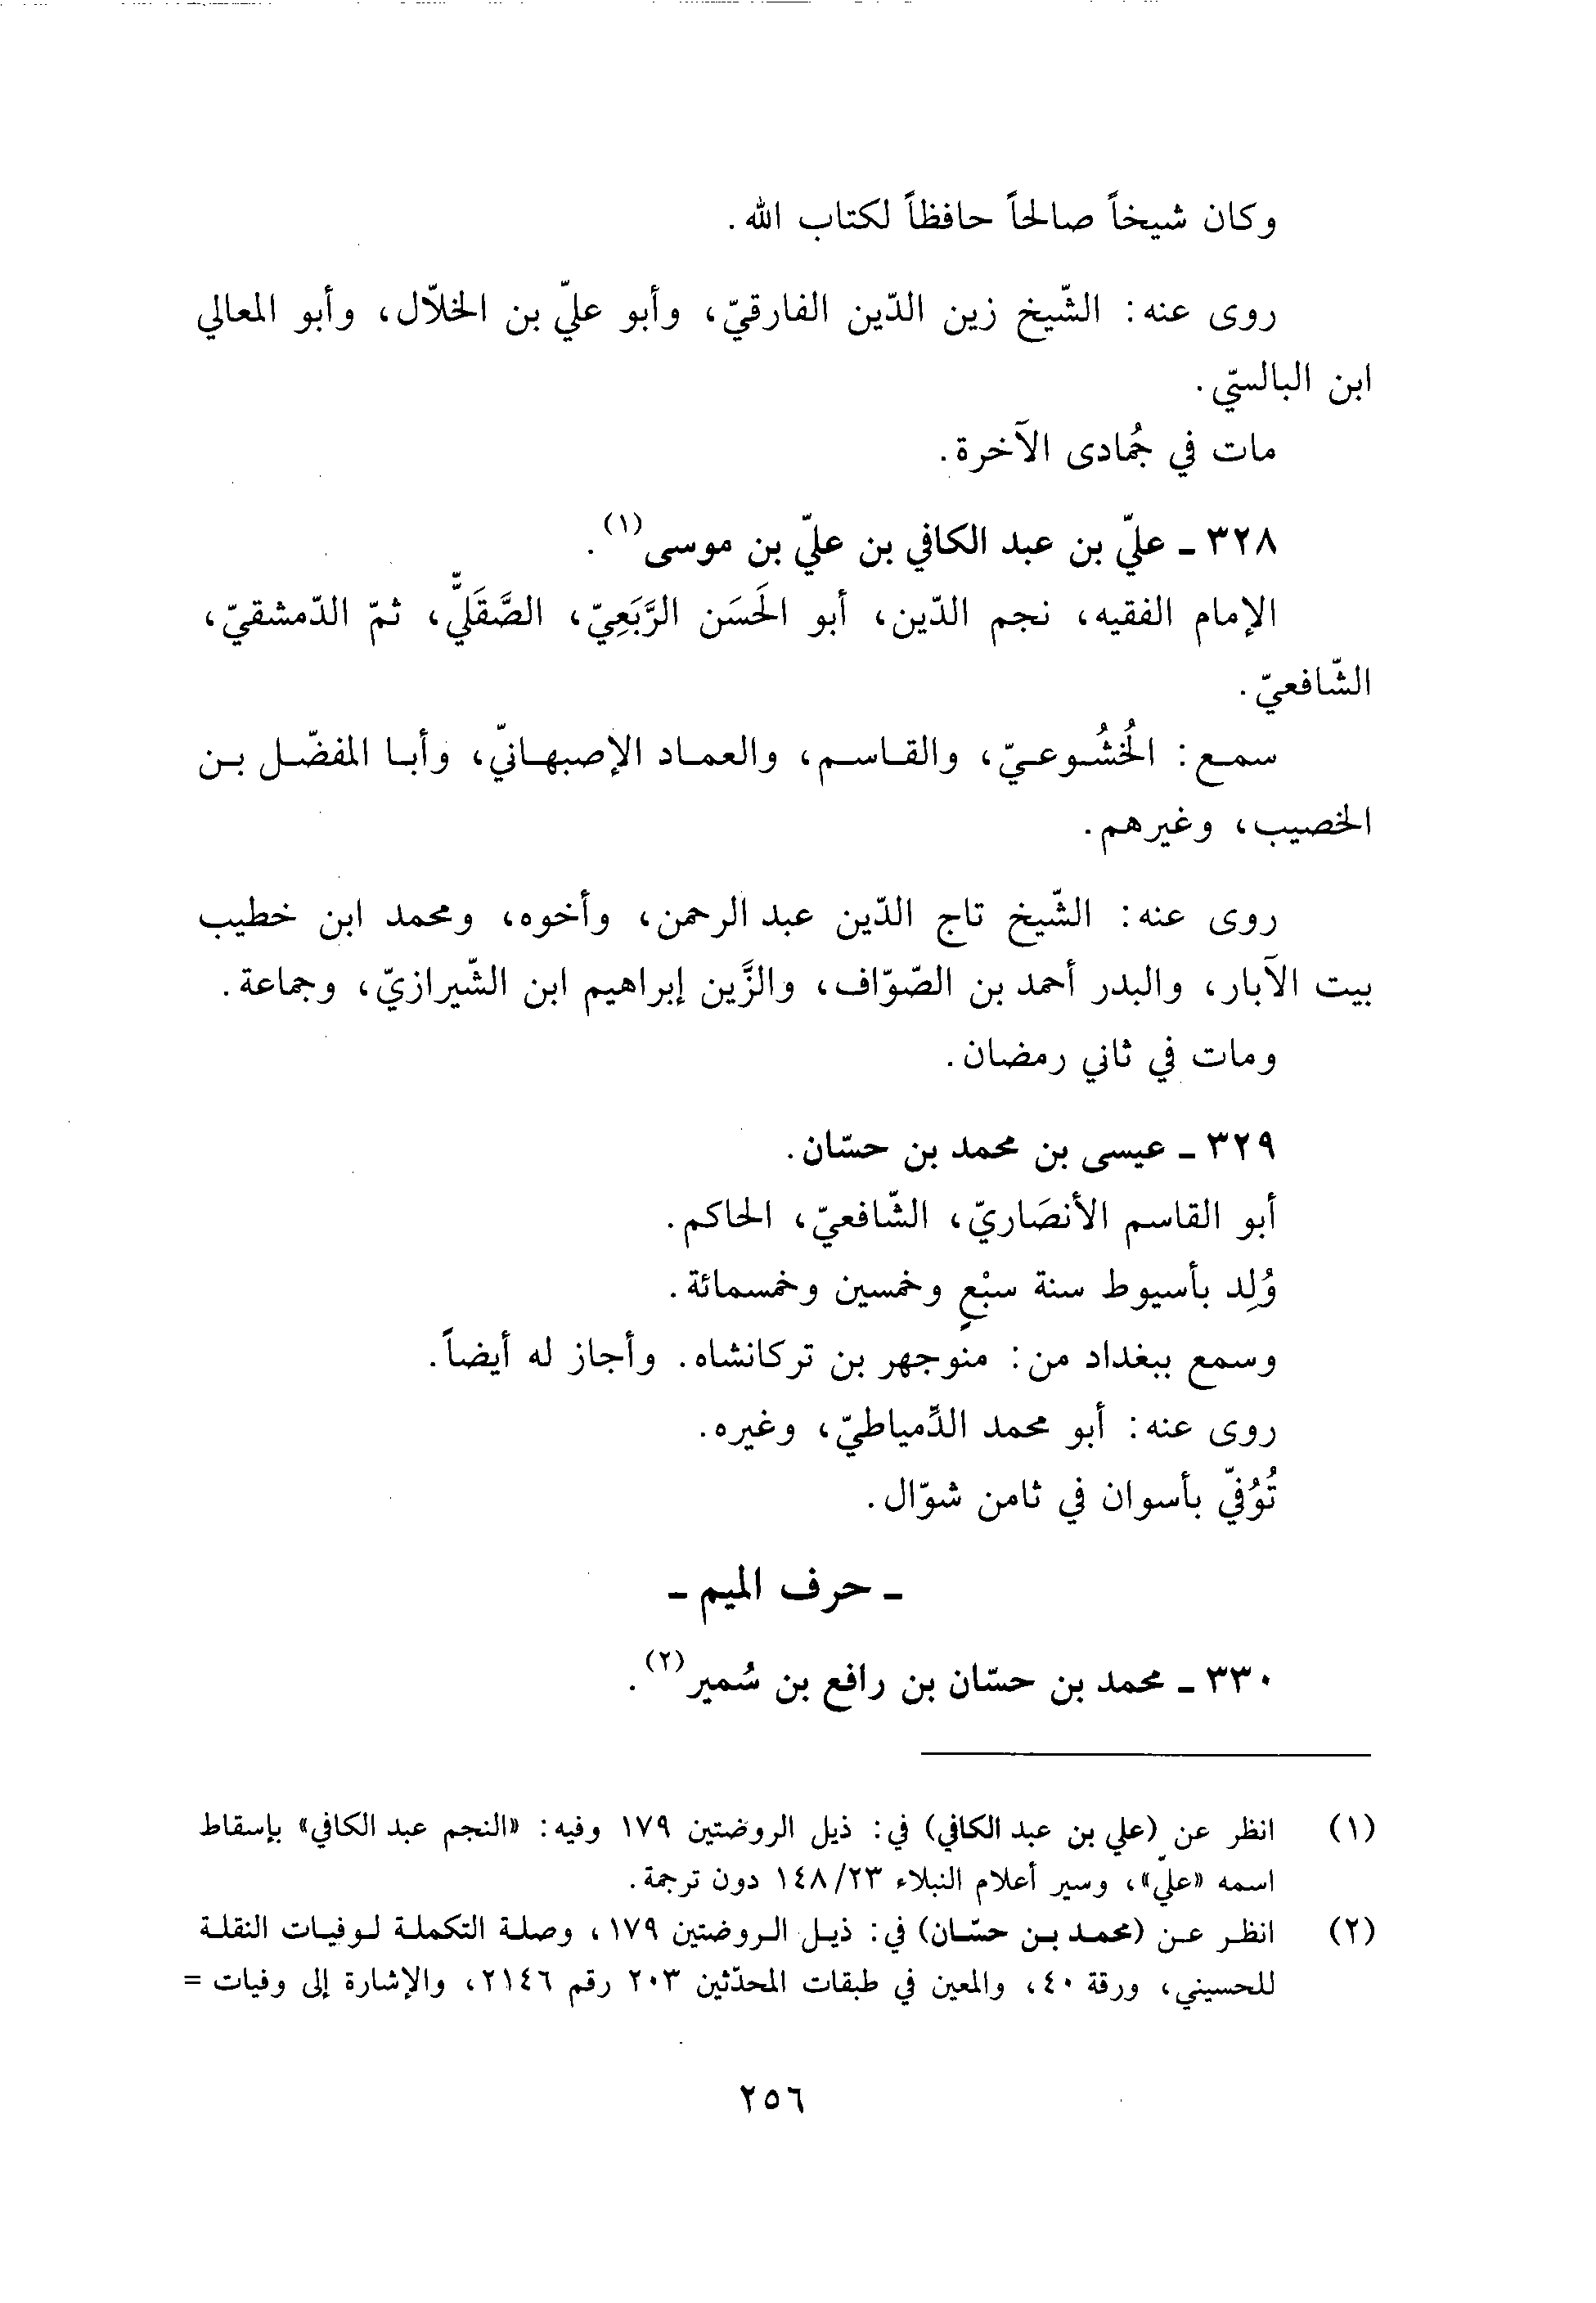 وكان شيخاً صالحاً حافظاً لكتاب الله.
روى عنه: الشّيخ زين الدّين الفارقيّ، وأبو عليّ بن الخلّال، وأبو المعالي
ابن البالسيّ.
مات في جُمادى الآخرة.
٣٢٨ ـ عليّ بن عبد الكافي بن عليّ بن موسى(١).
الإمام الفقيه، نجم الدّين، أبو الحَسَن الرَّبَعِيّ، الصَّقَلّيّ، ثمّ الدّمشقيّ،
الشّافعيّ.
سمع: الخُشُوعيّ، والقاسم، والعماد الإصبهانيّ، وأبا المفضّل بن
الخصيب، وغيرهم.
روى عنه: الشّيخ تاج الدّين عبد الرحمن، وأخوه، ومحمد ابن خطيب
بيت الآبار، والبدر أحمد بن الصّوّاف، والزَّين إبراهيم ابن الشّيرازيّ، وجماعة.
ومات في ثاني رمضان.
٣٢٩ ـ عيسى بن محمد بن حسّان.
أبو القاسم الأنصَاريّ، الشّافعيّ، الحاكم.
وُلِد بأسيوط سنة سبْعٍ وخمسين وخمسمائة.
وسمع ببغداد من: منوجهر بن تركانشاه. وأجاز له أيضاً.
روى عنه: أبو محمد الدِّمياطيّ، وغيره.
تُوُفيّ بأسوان في ثامن شوّال.
ـ حرف الميم ـ
٣٣٠ ـ محمد بن حسّان بن رافع بن سُمير(٢).
(١) انظر عن (علي بن عبد الكافي) في: ذيل الروضتين ١٧٩ وفيه: «النجم عبد الكافي» بإسقاط
اسمه «عليّ»، وسير أعلام النبلاء ١٤٨/٢٣ دون ترجمة.
(٢) انظر عن (محمد بن حسّان) في: ذيل الروضتين ١٧٩، وصلة التكملة لوفيات النقلة
للحسيني، ورقة ٤٠، والمعين في طبقات المحدّثين ٢٠٣ رقم ٢١٤٦، والإشارة إلى وفيات =
٢٥٦